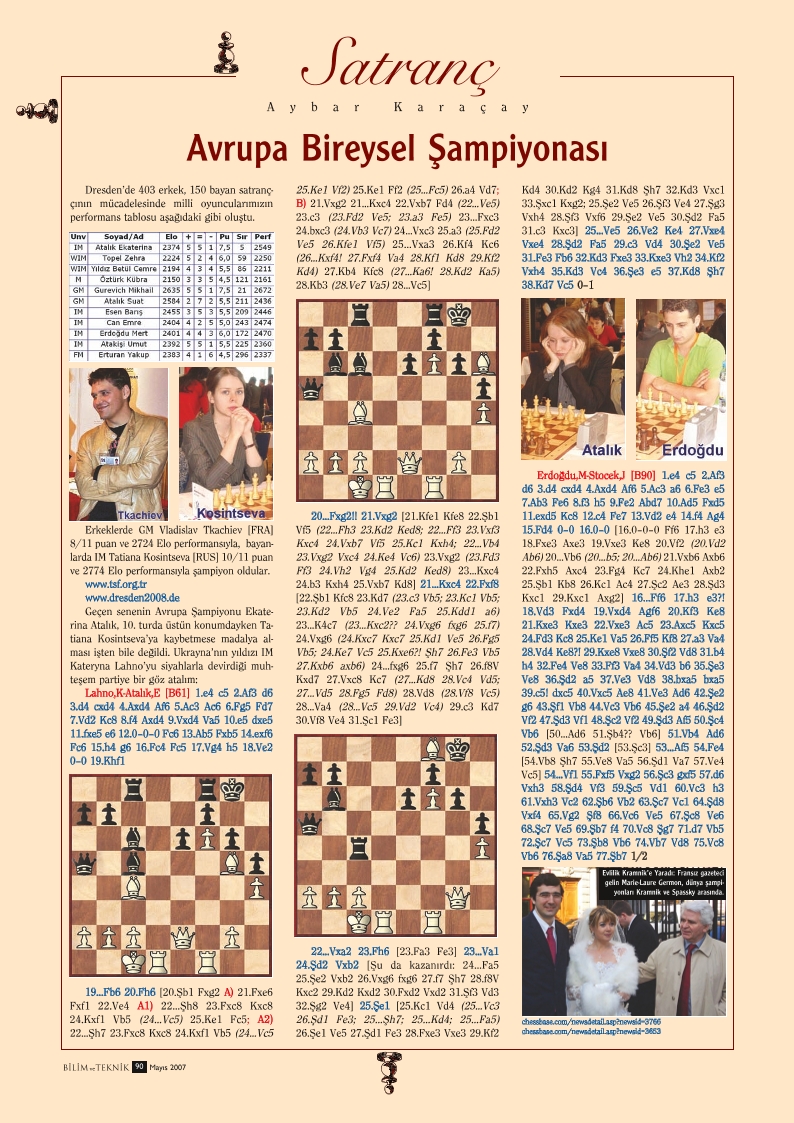 Satranç
Aybar Karaçay
Avrupa Bireysel Şampiyonası
Dresden'de 403 erkek, 150 bayan satranç-
çının mücadelesinde milli oyuncularımızın
performans tablosu aşağıdaki gibi oluştu.
Unv Soyad/Ad Elo + = - Pu Sır Perf
IM Atalık Ekaterina 2374 5 5 1 7,5 5 2549
WIM Topel Zehra 2224 5 2 4 6,0 59 2250
WIM Yıldız Betül Cemre 2194 4 3 4 5,5 86 2211
M Öztürk Kübra 2150 3 3 5 4,5 121 2161
GM Gurevich Mikhail 2635 5 5 1 7,5 21 2672
GM Atalık Suat 2584 2 7 2 5,5 211 2436
IM Esen Barış 2455 3 5 3 5,5 209 2446
IM Can Emre 2404 4 2 5 5,0 243 2474
IM Erdoğdu Mert 2401 4 4 3 6,0 172 2470
IM Atakişi Umut 2392 5 1 5 5,5 225 2360
FM Erturan Yakup 2383 4 1 6 4,5 296 2337
Tkachiev
Kosintseva
Erkeklerde GM Vladislav Tkachiev [FRA]
8/11 puan ve 2724 Elo performansıyla, bayan-
larda IM Tatiana Kosintseva [RUS] 10/11 puan
ve 2774 Elo performansıyla şampiyon oldular.
www.tsf.org.tr
www.dresden2008.de
Geçen senenin Avrupa Şampiyonu Ekate-
rina Atalık, 10. turda üstün konumdayken Ta-
tiana Kosintseva'ya kaybetmese madalya al-
ması işten bile değildi. Ukrayna'nın yıldızı IM
Kateryna Lahno'yu siyahlarla devirdiği muh-
teşem partiye bir göz atalım:
Lahno,K-Atalık,E [B61] 1.e4 c5 2.Af3 d6
3.d4 cxd4 4.Axd4 Af6 5.Ac3 Ac6 6.Fg5 Fd7
7.Vd2 Kc8 8.f4 Axd4 9.Vxd4 Va5 10.e5 dxe5
11.fxe5 e6 12.0-0-0 Fc6 13.Ab5 Fxb5 14.exf6
Fc6 15.h4 g6 16.Fc4 Fc5 17.Vg4 h5 18.Ve2
0-0 19.Khf1
19...Fb6 20.Fh6 [20.Şb1 Fxg2 A) 21.Fxe6
Fxf1 22.Ve4 A1) 22...Şh8 23.Fxc8 Kxc8
24.Kxf1 Vb5 (24...Vc5) 25.Ke1 Fc5; A2)
22...Şh7 23.Fxc8 Kxc8 24.Kxf1 Vb5 (24...Vc5
25.Ke1 Vf2) 25.Ke1 Ff2 (25...Fc5) 26.a4 Vd7;
B) 21.Vxg2 21...Kxc4 22.Vxb7 Fd4 (22...Ve5)
23.c3 (23.Fd2 Ve5; 23.a3 Fe5) 23...Fxc3
24.bxc3 (24.Vb3 Vc7) 24...Vxc3 25.a3 (25.Fd2
Ve5 26.Kfe1 Vf5) 25...Vxa3 26.Kf4 Kc6
(26...Kxf4! 27.Fxf4 Va4 28.Kf1 Kd8 29.Kf2
Kd4) 27.Kb4 Kfc8 (27...Ka6! 28.Kd2 Ka5)
28.Kb3 (28.Ve7 Va5) 28...Vc5]
20...Fxg2!! 21.Vxg2 [21.Kfe1 Kfe8 22.Şb1
Vf5 (22...Fh3 23.Kd2 Ked8; 22...Ff3 23.Vxf3
Kxc4 24.Vxb7 Vf5 25.Kc1 Kxh4; 22...Vb4
23.Vxg2 Vxc4 24.Ke4 Vc6) 23.Vxg2 (23.Fd3
Ff3 24.Vh2 Vg4 25.Kd2 Ked8) 23...Kxc4
24.b3 Kxh4 25.Vxb7 Kd8] 21...Kxc4 22.Fxf8
[22.Şb1 Kfc8 23.Kd7 (23.c3 Vb5; 23.Kc1 Vb5;
23.Kd2 Vb5 24.Ve2 Fa5 25.Kdd1 a6)
23...K4c7 (23...Kxc2?? 24.Vxg6 fxg6 25.f7)
24.Vxg6 (24.Kxc7 Kxc7 25.Kd1 Ve5 26.Fg5
Vb5; 24.Ke7 Vc5 25.Kxe6?! Şh7 26.Fe3 Vb5
27.Kxb6 axb6) 24...fxg6 25.f7 Şh7 26.f8V
Kxd7 27.Vxc8 Kc7 (27...Kd8 28.Vc4 Vd5;
27...Vd5 28.Fg5 Fd8) 28.Vd8 (28.Vf8 Vc5)
28...Va4 (28...Vc5 29.Vd2 Vc4) 29.c3 Kd7
30.Vf8 Ve4 31.Şc1 Fe3]
22...Vxa2 23.Fh6 [23.Fa3 Fe3] 23...Va1
24.Şd2 Vxb2 [Şu da kazanırdı: 24...Fa5
25.Şe2 Vxb2 26.Vxg6 fxg6 27.f7 Şh7 28.f8V
Kxc2 29.Kd2 Kxd2 30.Fxd2 Vxd2 31.Şf3 Vd3
32.Şg2 Ve4] 25.Şe1 [25.Kc1 Vd4 (25...Vc3
26.Şd1 Fe3; 25...Şh7; 25...Kd4; 25...Fa5)
26.Şe1 Ve5 27.Şd1 Fe3 28.Fxe3 Vxe3 29.Kf2
Kd4 30.Kd2 Kg4 31.Kd8 Şh7 32.Kd3 Vxc1
33.Şxc1 Kxg2; 25.Şe2 Ve5 26.Şf3 Ve4 27.Şg3
Vxh4 28.Şf3 Vxf6 29.Şe2 Ve5 30.Şd2 Fa5
31.c3 Kxc3] 25...Ve5 26.Ve2 Ke4 27.Vxe4
Vxe4 28.Şd2 Fa5 29.c3 Vd4 30.Şe2 Ve5
31.Fe3 Fb6 32.Kd3 Fxe3 33.Kxe3 Vh2 34.Kf2
Vxh4 35.Kd3 Vc4 36.Şe3 e5 37.Kd8 Şh7
38.Kd7 Vc5 0-1
Atalık
Erdoğdu
Erdoğdu,M-Stocek,J [B90] 1.e4 c5 2.Af3
d6 3.d4 cxd4 4.Axd4 Af6 5.Ac3 a6 6.Fe3 e5
7.Ab3 Fe6 8.f3 h5 9.Fe2 Abd7 10.Ad5 Fxd5
11.exd5 Kc8 12.c4 Fe7 13.Vd2 e4 14.f4 Ag4
15.Fd4 0-0 16.0-0 [16.0-0-0 Ff6 17.h3 e3
18.Fxe3 Axe3 19.Vxe3 Ke8 20.Vf2 (20.Vd2
Ab6) 20...Vb6 (20...b5; 20...Ab6) 21.Vxb6 Axb6
22.Fxh5 Axc4 23.Fg4 Kc7 24.Khe1 Axb2
25.Şb1 Kb8 26.Kc1 Ac4 27.Şc2 Ae3 28.Şd3
Kxc1 29.Kxc1 Axg2] 16...Ff6 17.h3 e3?!
18.Vd3 Fxd4 19.Vxd4 Agf6 20.Kf3 Ke8
21.Kxe3 Kxe3 22.Vxe3 Ac5 23.Axc5 Kxc5
24.Fd3 Kc8 25.Ke1 Va5 26.Ff5 Kf8 27.a3 Va4
28.Vd4 Ke8?! 29.Kxe8 Vxe8 30.Şf2 Vd8 31.b4
h4 32.Fe4 Ve8 33.Ff3 Va4 34.Vd3 b6 35.Şe3
Ve8 36.Şd2 a5 37.Ve3 Vd8 38.bxa5 bxa5
39.c5! dxc5 40.Vxc5 Ae8 41.Ve3 Ad6 42.Şe2
g6 43.Şf1 Vb8 44.Vc3 Vb6 45.Şe2 a4 46.Şd2
Vf2 47.Şd3 Vf1 48.Şc2 Vf2 49.Şd3 Af5 50.Şc4
Vb6 [50...Ad6 51.Şb4?? Vb6] 51.Vb4 Ad6
52.Şd3 Va6 53.Şd2 [53.Şc3] 53...Af5 54.Fe4
[54.Vb8 Şh7 55.Ve8 Va5 56.Şd1 Va7 57.Ve4
Vc5] 54...Vf1 55.Fxf5 Vxg2 56.Şc3 gxf5 57.d6
Vxh3 58.Şd4 Vf3 59.Şc5 Vd1 60.Vc3 h3
61.Vxh3 Vc2 62.Şb6 Vb2 63.Şc7 Vc1 64.Şd8
Vxf4 65.Vg2 Şf8 66.Vc6 Ve5 67.Şc8 Ve6
68.Şc7 Ve5 69.Şb7 f4 70.Vc8 Şg7 71.d7 Vb5
72.Şc7 Vc5 73.Şb8 Vb6 74.Vb7 Vd8 75.Vc8
Vb6 76.Şa8 Va5 77.Şb7 1/2
Evlilik Kramnik'e Yaradı: Fransız gazeteci
gelin Marie-Laure Germon, dünya şampi-
yonları Kramnik ve Spassky arasında.
chessbase.com/newsdetail.asp?newsid=3766
chessbase.com/newsdetail.asp?newsid=3653
BİLİM ve TEKNİK 90 Mayıs 2007